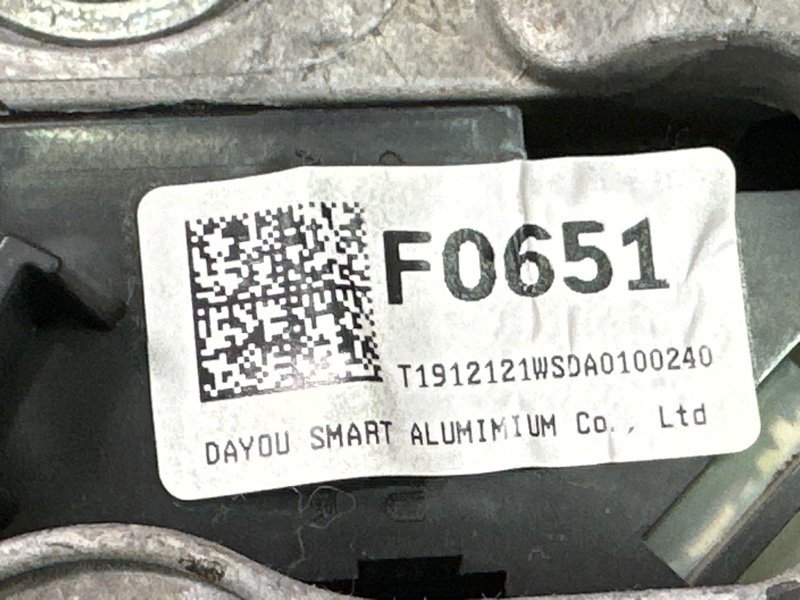 F0651
T1912121WSDA0100240
DAYOU SMART ALUMIMIUM Co., Ltd